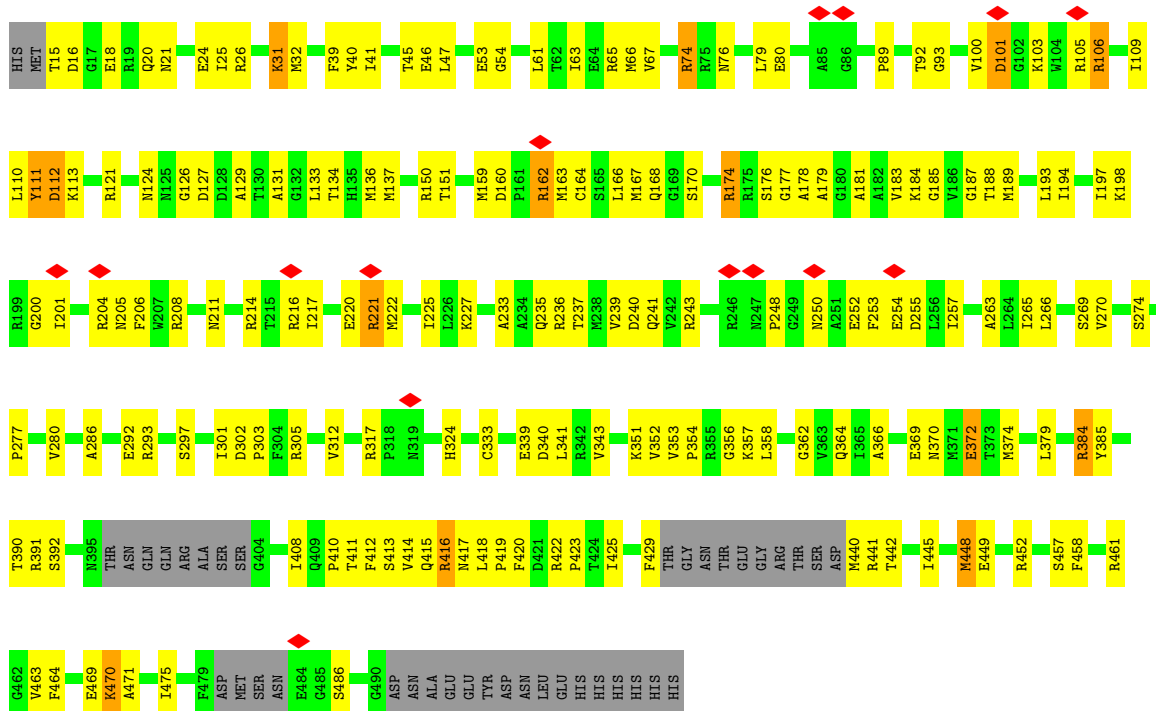 HIS MET T15 D16 G17 E18 R19 Q20 N21 E24 I25 R26 K31 M32 F39 Y40 I41 T45 E46 L47 E53 G54 L61 T62 I63 E64 R65 M66 V67 R74 R75 N76 L79 E80 A85 G86 P89 T92 G93 V100 D101 G102 K103 W104 R105 R106 I109
L110 Y111 D112 K113 R121 N124 N125 G126 D127 D128 A129 T130 A131 G132 L133 T134 H135 M136 M137 R150 T151 M159 D160 P161 R162 M163 C164 S165 L166 M167 Q168 G169 S170 R174 R175 S176 G177 A178 A179 G180 A181 A182 V183 K184 G185 V186 G187 T188 M189 L193 I194 I197 K198
R199 G200 I201 R204 N205 F206 W207 R208 N211 R214 T215 R216 I217 E220 R221 M222 I225 L226 K227 A233 A234 Q235 R236 T237 M238 V239 D240 Q241 V242 R243 R246 N247 P248 G249 N250 A251 E252 F253 E254 D255 L256 I257 A263 L264 I265 L266 S269 V270 S274
P277 V280 A286 E292 R293 S297 I301 D302 P303 F304 R305 V312 R317 P318 N319 H324 C333 E339 D340 L341 R342 V343 K351 V352 V353 P354 R355 G356 K357 L358 G362 V363 Q364 I365 A366 E369 N370 M371 E372 T373 M374 L379 R384 Y385
T390 R391 S392 N395 THR ASN GLN GLN ARG ALA SER SER G404 I408 Q409 P410 T411 F412 S413 V414 Q415 R416 N417 L418 P419 F420 D421 R422 P423 T424 I425 F429 THR GLY ASN THR GLU GLY ARG THR SER ASP M440 R441 T442 I445 M448 E449 R452 S457 F458 R461
G462 V463 F464 E469 K470 A471 I475 F479 ASP MET SER ASN E484 G485 S486 G490 ASP ASN ALA GLU GLU TYR ASP ASN LEU GLU HIS HIS HIS HIS HIS HIS